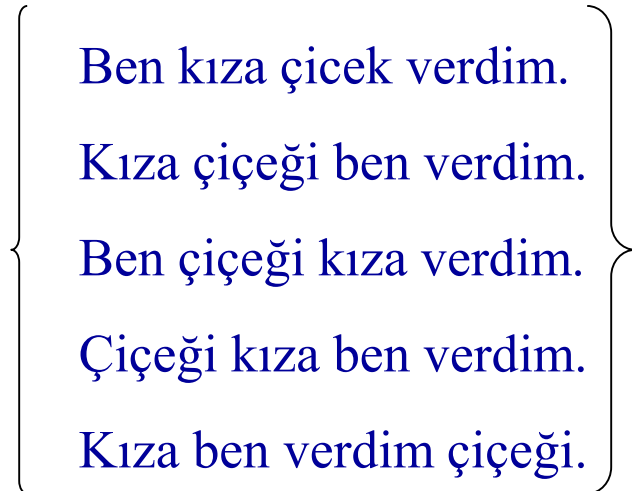 Ben kıza çicek verdim.
Kıza çiçeği ben verdim.
Ben çiçeği kıza verdim.
Çiçeği kıza ben verdim.
Kıza ben verdim çiçeği.